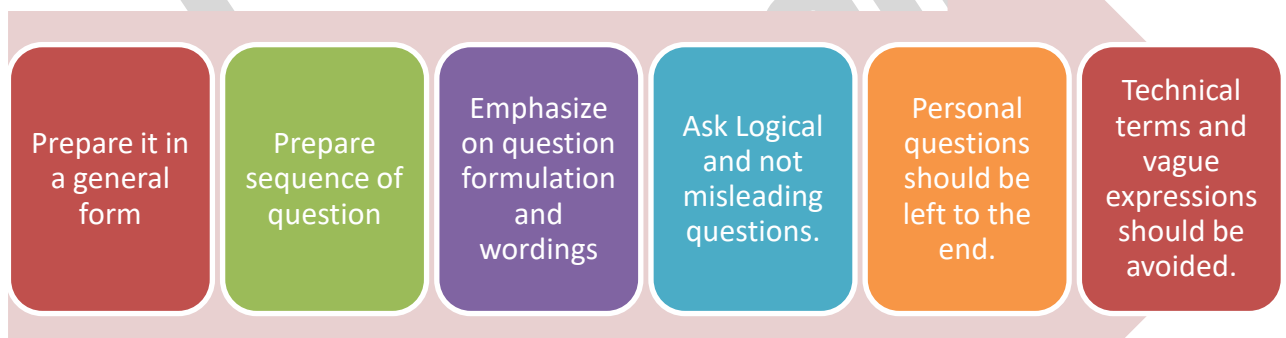 Prepare it in
a general
form
Prepare
sequence of
question
Emphasize
on question
formulation
and
wordings
Ask Logical
and not
misleading
questions.
Personal
questions
should be
left to the
end.
Technical
terms and
vague
expressions
should be
avoided.